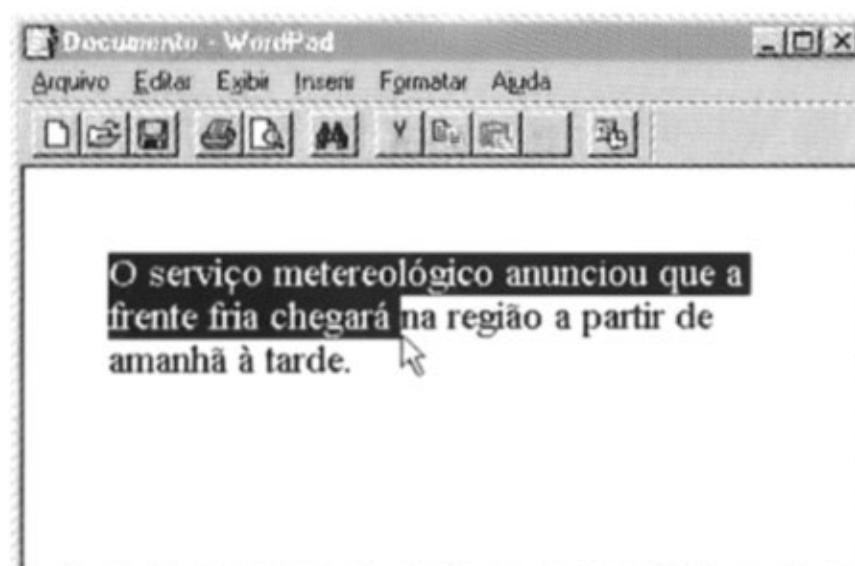 Documento - WordPad
Arquivo Editar Exibir Inserir Formatar Ajuda
O serviço metereológico anunciou que a
frente fria chegará na região a partir de
amanhã à tarde.